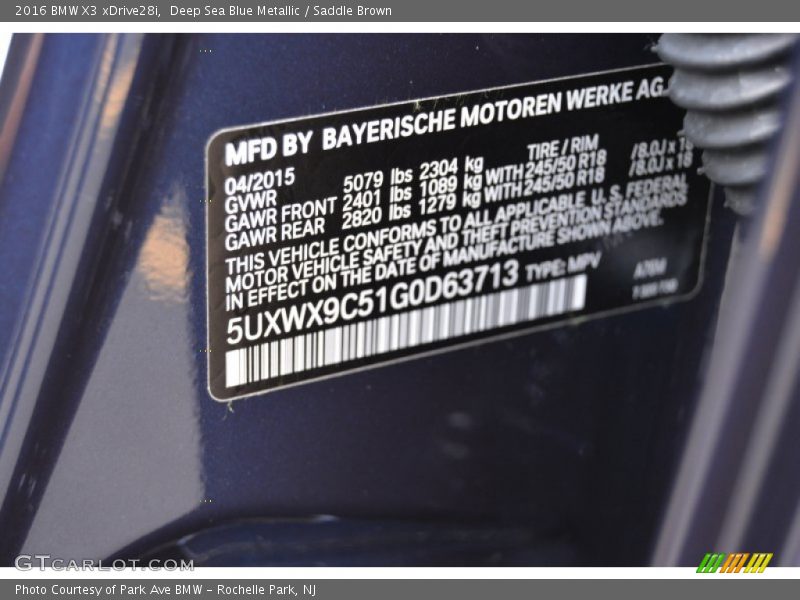 2016 BMW X3 xDrive28i, Deep Sea Blue Metallic / Saddle Brown
MFD BY BAYERISCHE MOTOREN WERKE AG
04/2015 TIRE / RIM
GVWR 5079 lbs 2304 kg
GAWR FRONT 2401 lbs 1089 kg WITH 245/50 R18 /8.0J x 18
GAWR REAR 2820 lbs 1279 kg WITH 245/50 R18 /8.0J x 18
THIS VEHICLE CONFORMS TO ALL APPLICABLE U.S. FEDERAL
MOTOR VEHICLE SAFETY AND THEFT PREVENTION STANDARDS
IN EFFECT ON THE DATE OF MANUFACTURE SHOWN ABOVE.
5UXWX9C51G0D63713 TYPE: MPV
GTCARLOT.COM
Photo Courtesy of Park Ave BMW - Rochelle Park, NJ